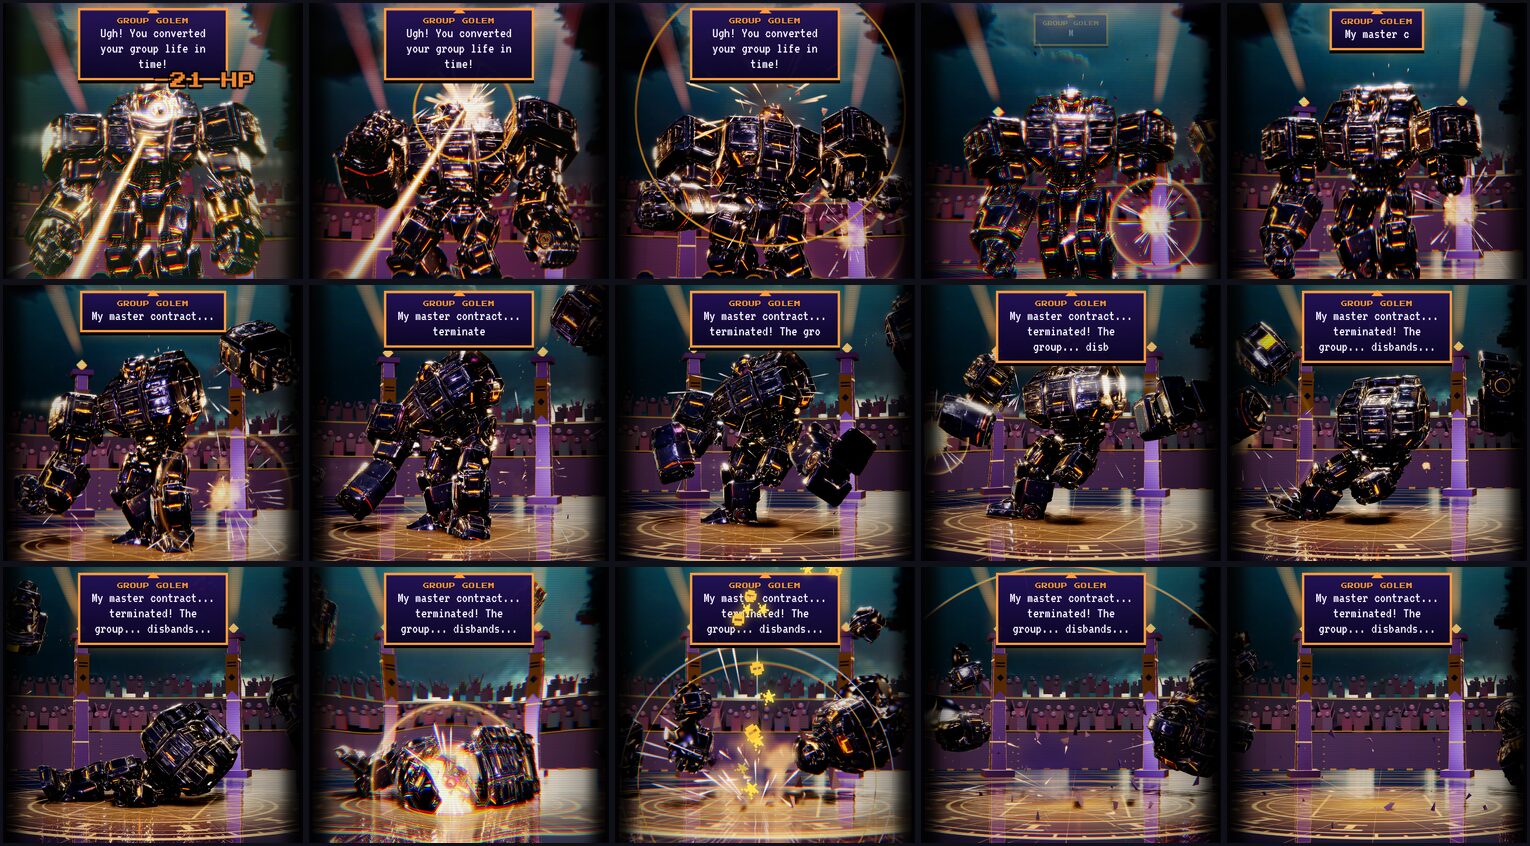 GROUP GOLEM
Ugh! You converted
your group life in
time!
-21 HP
GROUP GOLEM
Ugh! You converted
your group life in
time!
GROUP GOLEM
Ugh! You converted
your group life in
time!
GROUP GOLEM
M
GROUP GOLEM
My master c
GROUP GOLEM
My master contract...
GROUP GOLEM
My master contract...
terminate
GROUP GOLEM
My master contract...
terminated! The gro
GROUP GOLEM
My master contract...
terminated! The
group... disb
GROUP GOLEM
My master contract...
terminated! The
group... disbands...
GROUP GOLEM
My master contract...
terminated! The
group... disbands...
GROUP GOLEM
My master contract...
terminated! The
group... disbands...
GROUP GOLEM
My master contract...
terminated! The
group... disbands...
GROUP GOLEM
My master contract...
terminated! The
group... disbands...
GROUP GOLEM
My master contract...
terminated! The
group... disbands...